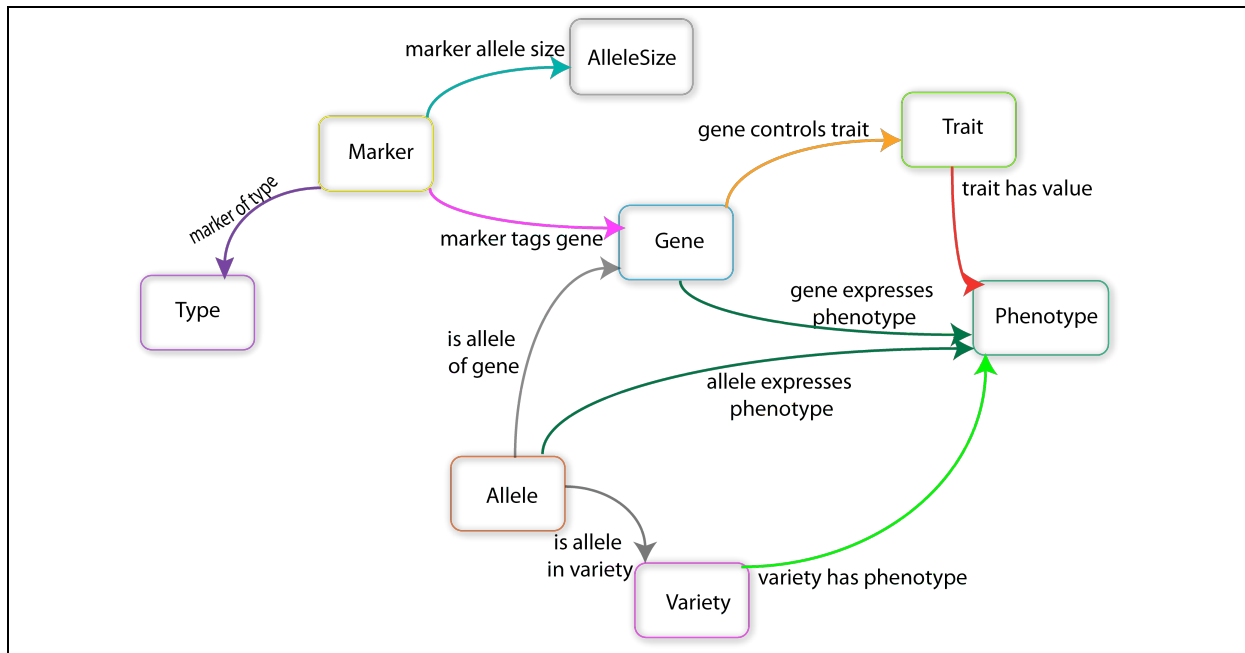 marker allele size
AlleleSize
Trait
gene controls trait
Marker
trait has value
marker of type
marker tags gene
Gene
Type
gene expresses
phenotype
Phenotype
is allele
of gene
allele expresses
phenotype
Allele
is allele
in variety
variety has phenotype
Variety